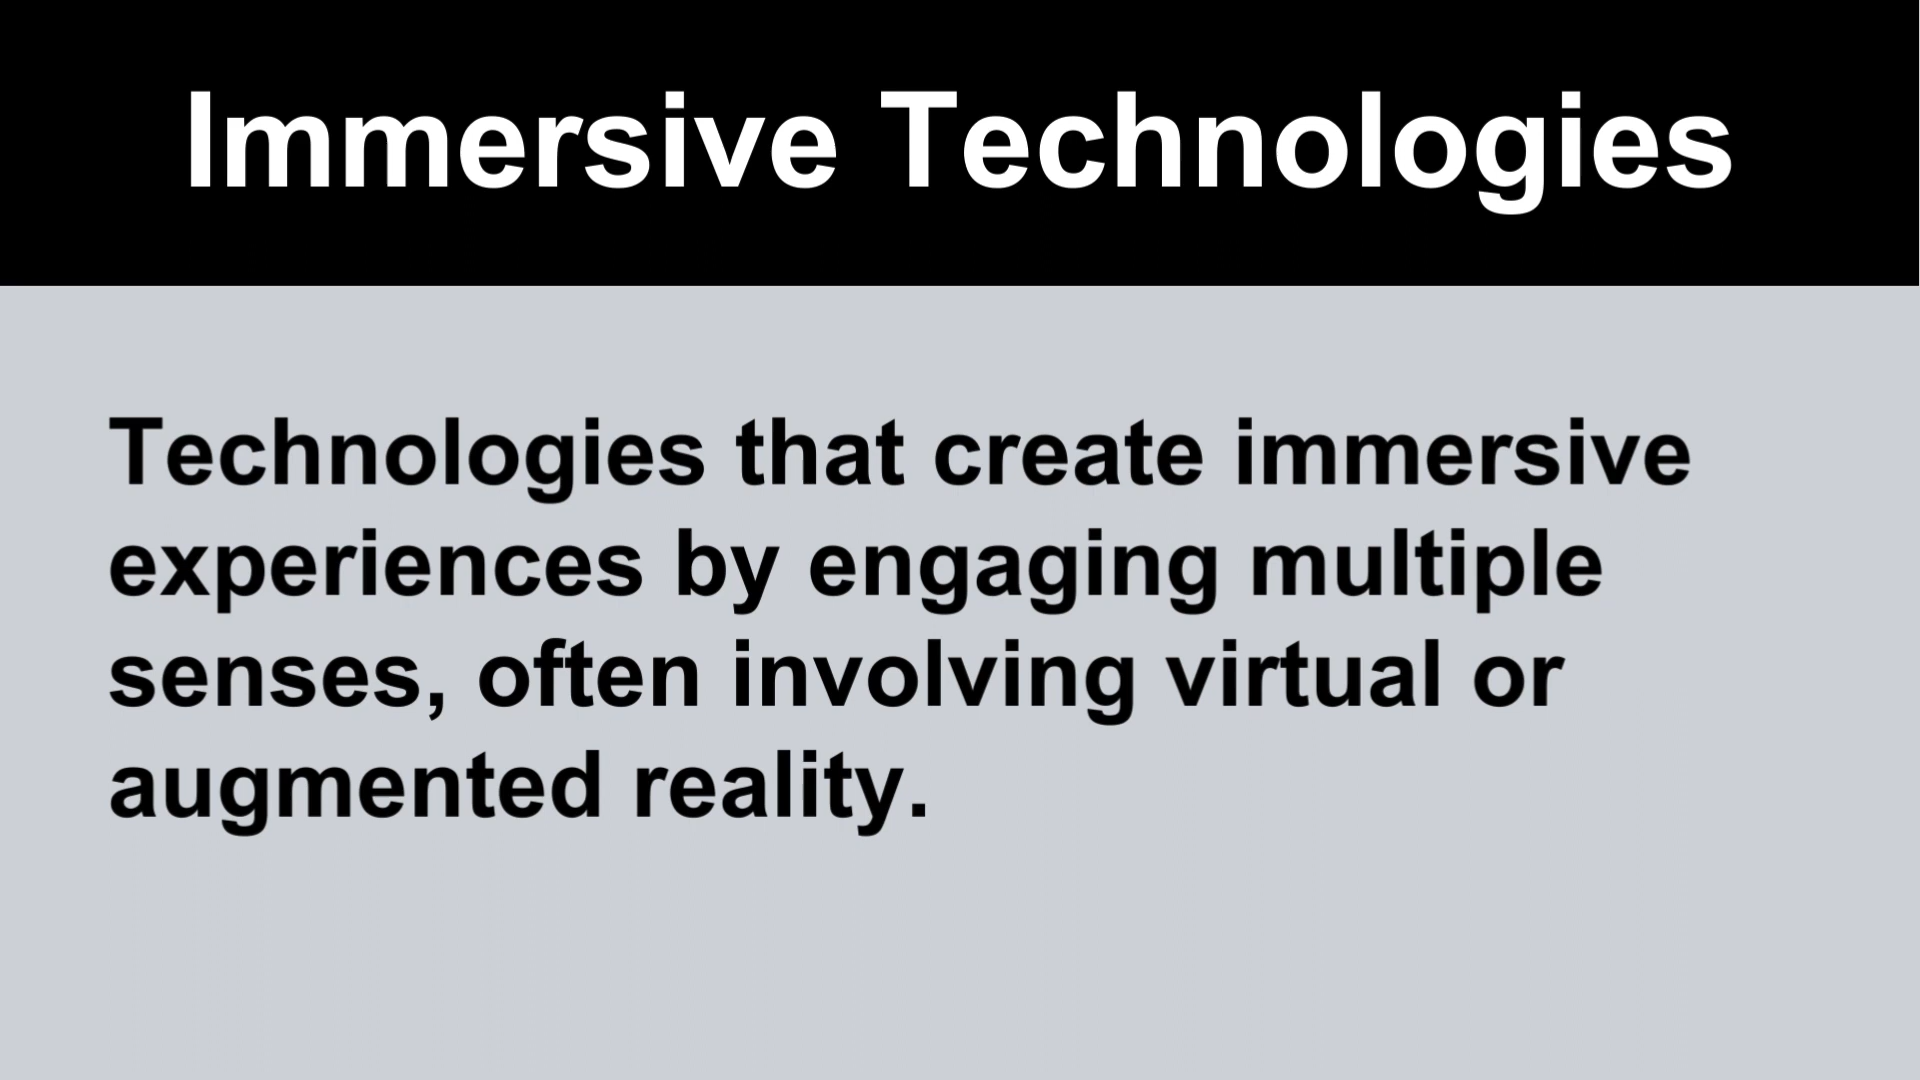 Immersive Technologies
Technologies that create immersive
experiences by engaging multiple
senses, often involving virtual or
augmented reality.